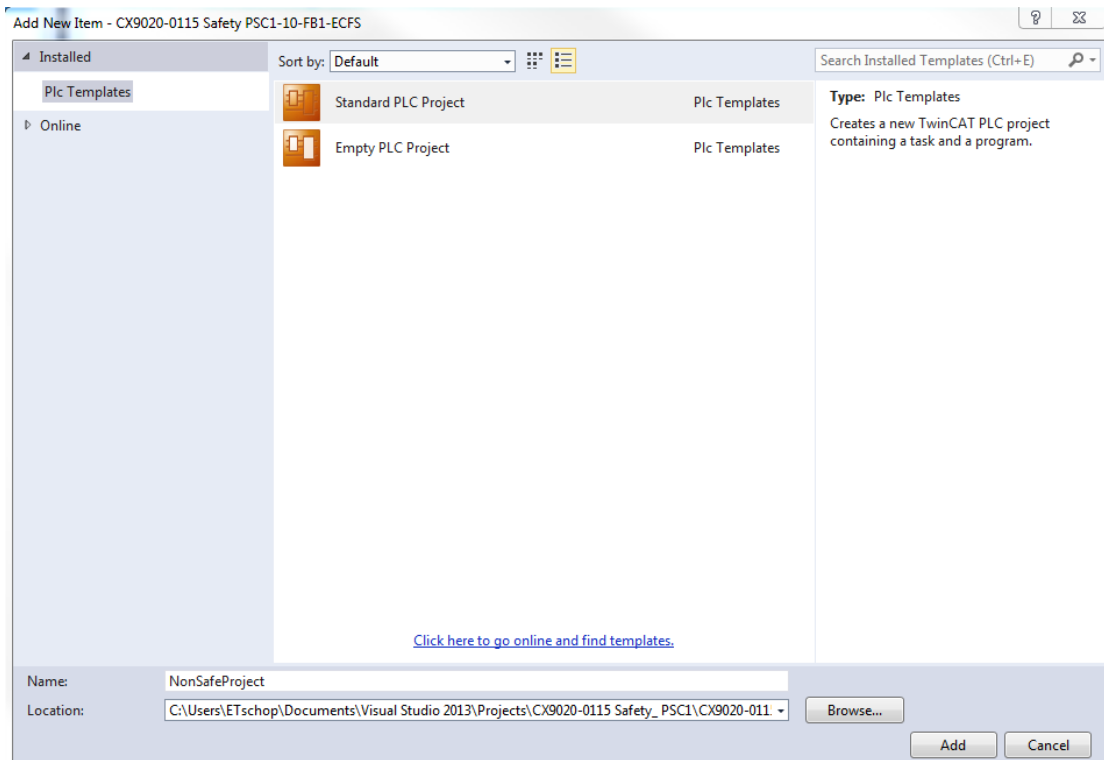 Add New Item - CX9020-0115 Safety PSC1-10-FB1-ECFS
Installed
Plc Templates
Online
Sort by: Default
Search Installed Templates (Ctrl+E)
Standard PLC Project Plc Templates
Empty PLC Project Plc Templates
Type: Plc Templates
Creates a new TwinCAT PLC project
containing a task and a program.
Click here to go online and find templates.
Name: NonSafeProject
Location: C:\Users\ETschop\Documents\Visual Studio 2013\Projects\CX9020-0115 Safety_ PSC1\CX9020-011 Browse...
Add Cancel